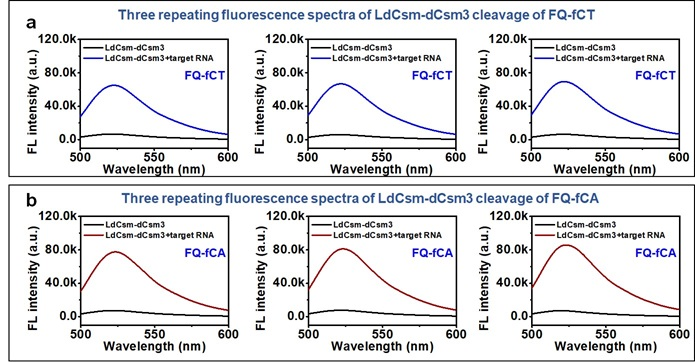 a
Three repeating fluorescence spectra of LdCsm-dCsm3 cleavage of FQ-fCT
FL intensity (a.u.)
120.0k
80.0k
40.0k
0.0
LdCsm-dCsm3
LdCsm-dCsm3+target RNA
FQ-fCT
500 550 600
Wavelength (nm)
FL intensity (a.u.)
120.0k
80.0k
40.0k
0.0
LdCsm-dCsm3
LdCsm-dCsm3+target RNA
FQ-fCT
500 550 600
Wavelength (nm)
FL intensity (a.u.)
120.0k
80.0k
40.0k
0.0
LdCsm-dCsm3
LdCsm-dCsm3+target RNA
FQ-fCT
500 550 600
Wavelength (nm)
b
Three repeating fluorescence spectra of LdCsm-dCsm3 cleavage of FQ-fCA
FL intensity (a.u.)
120.0k
80.0k
40.0k
0.0
LdCsm-dCsm3
LdCsm-dCsm3+target RNA
FQ-fCA
500 550 600
Wavelength (nm)
FL intensity (a.u.)
120.0k
80.0k
40.0k
0.0
LdCsm-dCsm3
LdCsm-dCsm3+target RNA
FQ-fCA
500 550 600
Wavelength (nm)
FL intensity (a.u.)
120.0k
80.0k
40.0k
0.0
LdCsm-dCsm3
LdCsm-dCsm3+target RNA
FQ-fCA
500 550 600
Wavelength (nm)